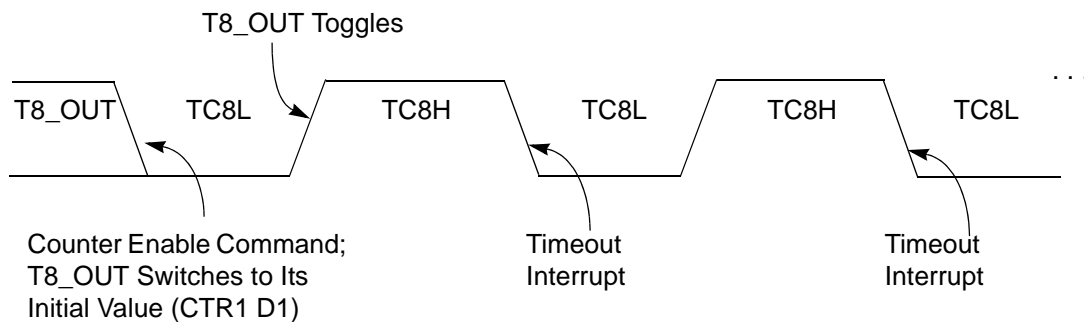 T8_OUT Toggles
. . .
T8_OUT TC8L TC8H TC8L TC8H TC8L
Counter Enable Command;
T8_OUT Switches to Its
Initial Value (CTR1 D1)
Timeout
Interrupt
Timeout
Interrupt